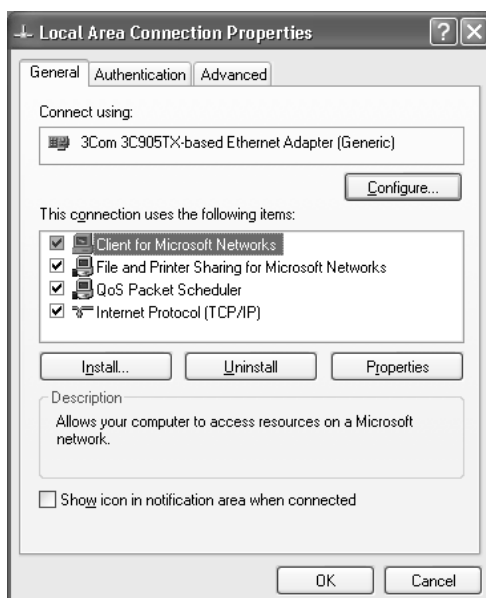 Local Area Connection Properties
General Authentication Advanced
Connect using:
3Com 3C905TX-based Ethernet Adapter (Generic)
Configure...
This connection uses the following items:
Client for Microsoft Networks
File and Printer Sharing for Microsoft Networks
QoS Packet Scheduler
Internet Protocol (TCP/IP)
Install... Uninstall Properties
Description
Allows your computer to access resources on a Microsoft
network.
Show icon in notification area when connected
OK Cancel